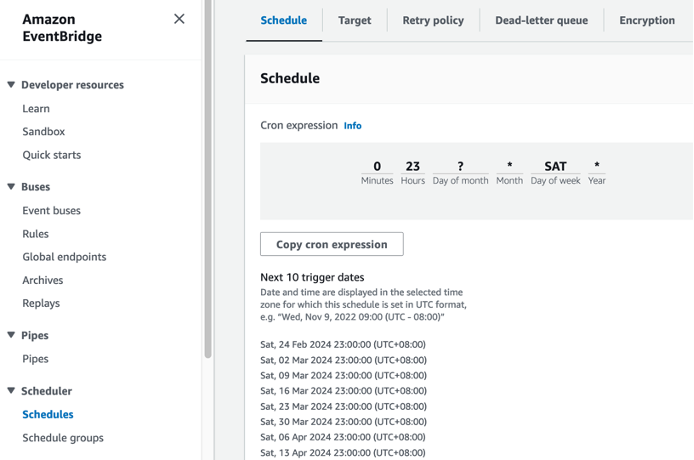 Amazon
EventBridge
Developer resources
Learn
Sandbox
Quick starts
Buses
Event buses
Rules
Global endpoints
Archives
Replays
Pipes
Pipes
Scheduler
Schedules
Schedule groups
Schedule Target Retry policy Dead-letter queue Encryption
Schedule
Cron expression Info
0 23 ? * SAT *
Minutes Hours Day of month Month Day of week Year
Copy cron expression
Next 10 trigger dates
Date and time are displayed in the selected time
zone for which this schedule is set in UTC format,
e.g. "Wed, Nov 9, 2022 09:00 (UTC - 08:00)"
Sat, 24 Feb 2024 23:00:00 (UTC+08:00)
Sat, 02 Mar 2024 23:00:00 (UTC+08:00)
Sat, 09 Mar 2024 23:00:00 (UTC+08:00)
Sat, 16 Mar 2024 23:00:00 (UTC+08:00)
Sat, 23 Mar 2024 23:00:00 (UTC+08:00)
Sat, 30 Mar 2024 23:00:00 (UTC+08:00)
Sat, 06 Apr 2024 23:00:00 (UTC+08:00)
Sat, 13 Apr 2024 23:00:00 (UTC+08:00)